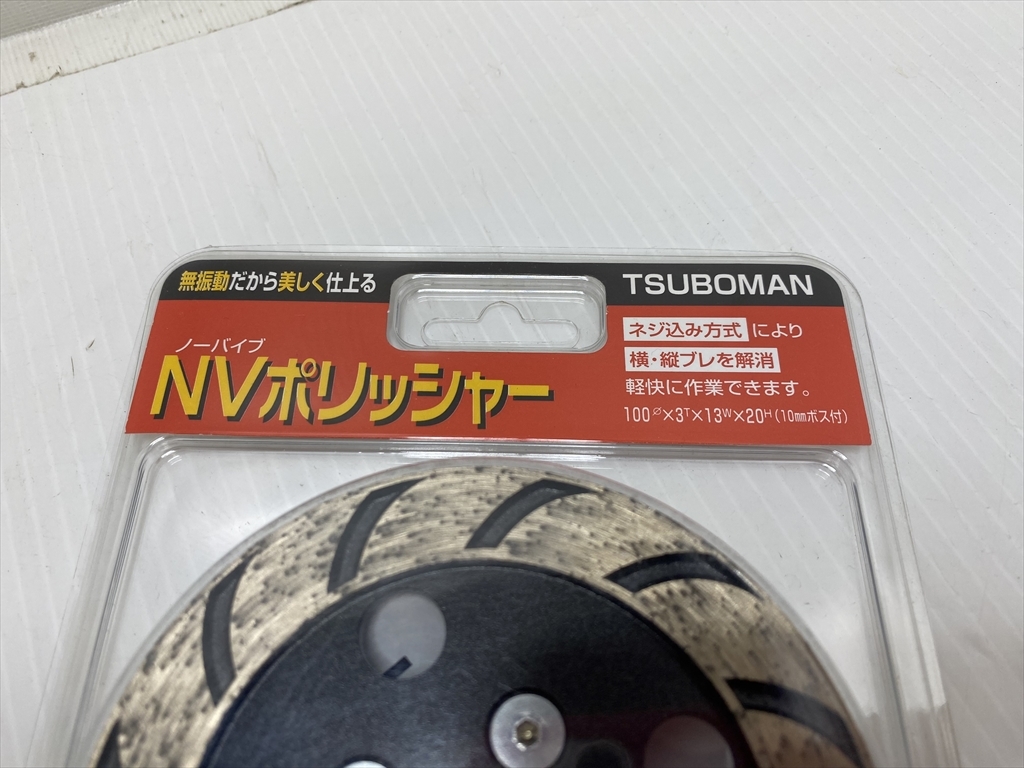 無振動だから美しく仕上る
TSUBOMAN
ノーバイブ
NVポリッシャー
ネジ込み方式により
横・縦ブレを解消
軽快に作業できます。
100ø×3T×13W×20H(10mmボス付)